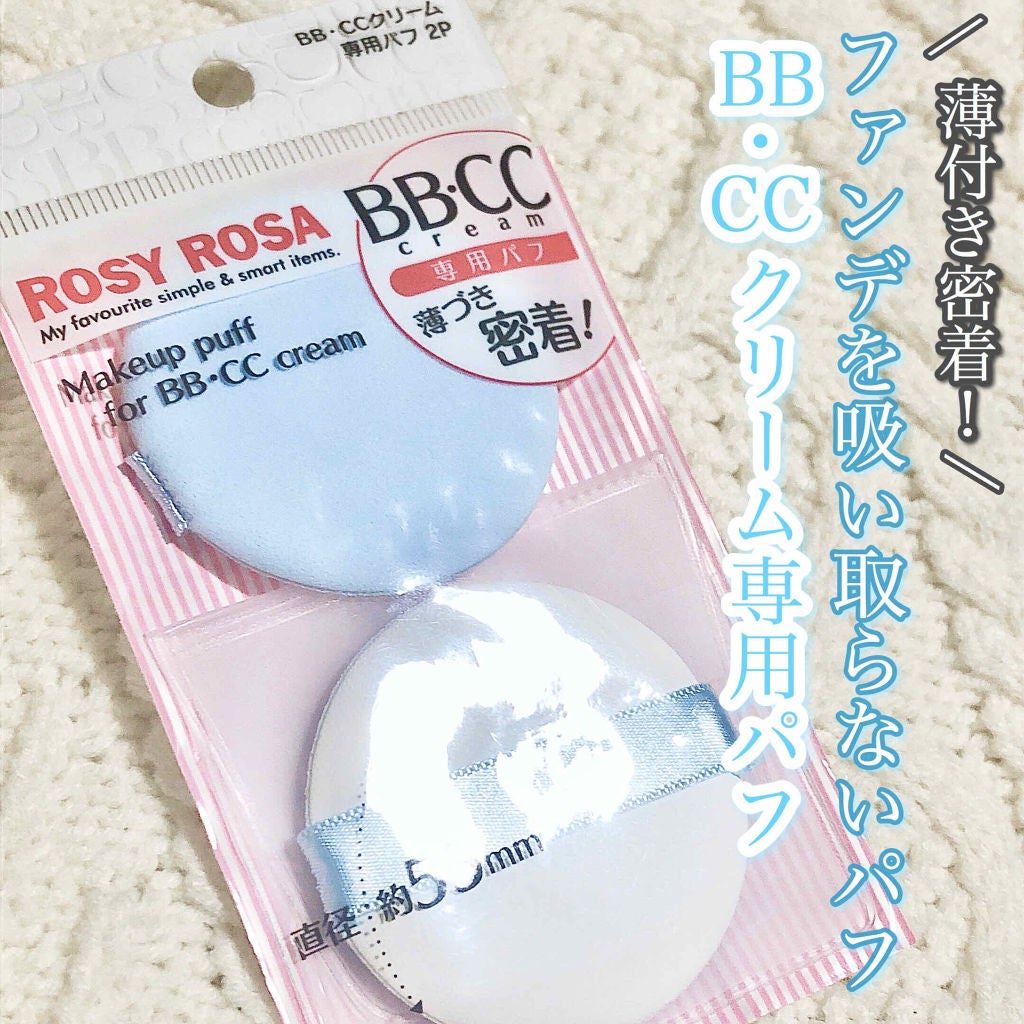 ＼薄付き密着！／
ファンデを吸い取らないパフ
BB・CCクリーム専用パフ
BB・CCクリーム
専用パフ 2P
BB・CC
cream
専用パフ
薄づき
密着！
ROSY ROSA
My favourite simple & smart items.
Makeup puff
for BB・CC cream
直径：約5mm